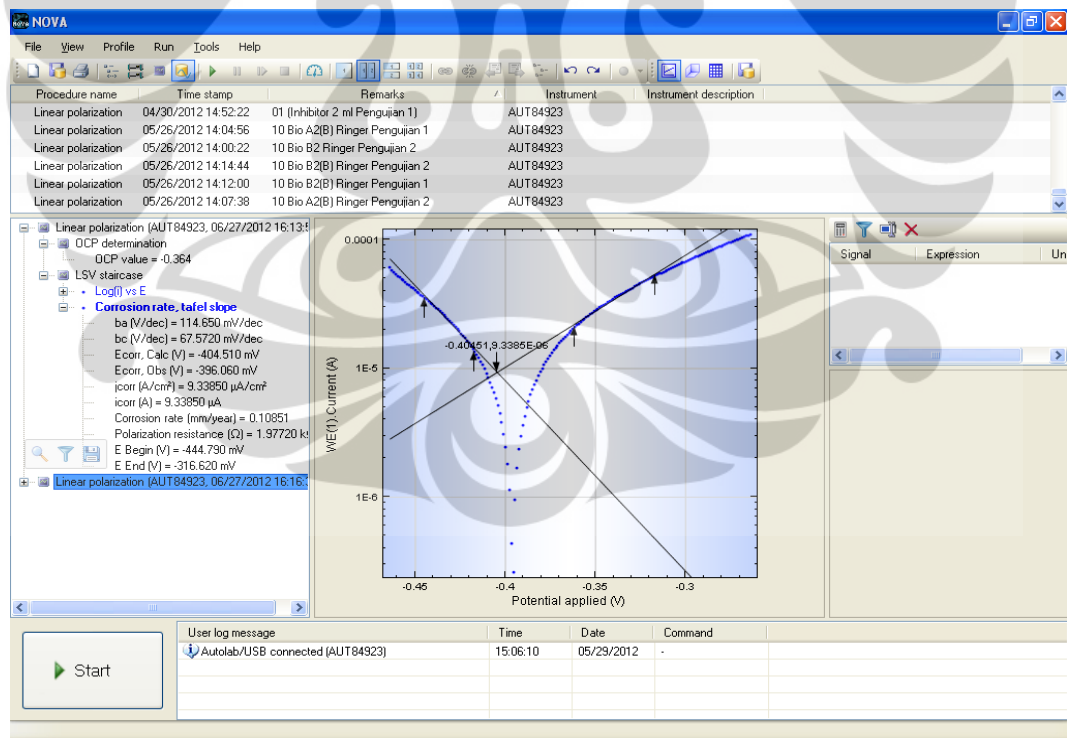 NOVA
File View Profile Run Tools Help
Procedure name Time stamp Remarks Instrument Instrument description
Linear polarization 04/30/2012 14:52:22 01 (Inhibitor 2 ml Pengujian 1) AUT84923
Linear polarization 05/26/2012 14:04:56 10 Bio A2(B) Ringer Pengujian 1 AUT84923
Linear polarization 05/26/2012 14:00:22 10 Bio B2 Ringer Pengujian 2 AUT84923
Linear polarization 05/26/2012 14:14:44 10 Bio B2(B) Ringer Pengujian 2 AUT84923
Linear polarization 05/26/2012 14:12:00 10 Bio B2(B) Ringer Pengujian 1 AUT84923
Linear polarization 05/26/2012 14:07:38 10 Bio B2(B) Ringer Pengujian 2 AUT84923
Linear polarization (AUT84923, 06/27/2012 16:13:5
OCP determination
OCP value = -0.364
LSV staircase
Log(i) vs E
Corrosion rate, tafel slope
ba (V/dec) = 114.650 mV/dec
bc (V/dec) = 67.5720 mV/dec
Ecorr, Calc (V) = -404.510 mV
Ecorr, Obs (V) = -396.060 mV
jcorr (A/cm²) = 9.33850 µA/cm²
icorr (A) = 9.33850 µA
Corrosion rate (mm/year) = 0.10851
Polarization resistance (Ω) = 1.97720 k
E Begin (V) = -444.790 mV
E End (V) = -316.620 mV
Linear polarization (AUT84923, 06/27/2012 16:16:
0.0001
1E-5
1E-6
WE(1).Current (A)
-0.40451,9.3385E-06
-0.45 -0.4 -0.35 -0.3
Potential applied (V)
Signal Expression Un
Start
User log message Time Date Command
Autolab/USB connected (AUT84923) 15:06:10 05/29/2012 -